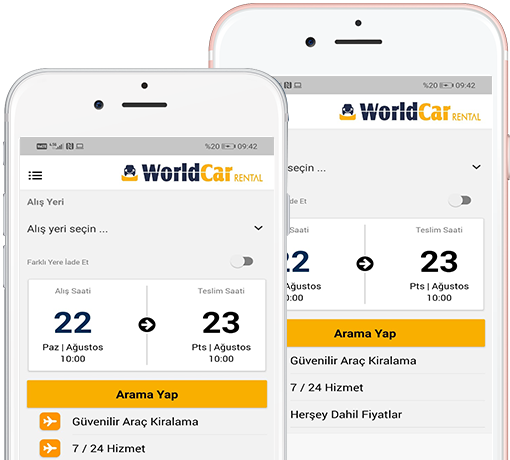 %20 09:42
WorldCar RENTAL
Alış Yeri
Alış yeri seçin ...
Farklı Yere İade Et
Alış Saati
Teslim Saati
22
23
Paz | Ağustos
Pts | Ağustos
10:00
10:00
Arama Yap
Güvenilir Araç Kiralama
7 / 24 Hizmet
%20 09:42
WorldCar RENTAL
seçin ...
de Et
Teslim Saati
22
23
Ağustos
Pts | Ağustos
10:00
10:00
Arama Yap
Güvenilir Araç Kiralama
7 / 24 Hizmet
Herşey Dahil Fiyatlar